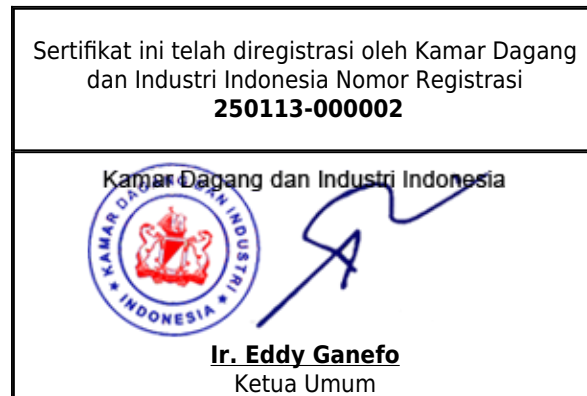 Sertifikat ini telah diregistrasi oleh Kamar Dagang
dan Industri Indonesia Nomor Registrasi
250113-000002
Kamar Dagang dan Industri Indonesia
KAMAR DAGANG DAN INDUSTRI
INDONESIA
Ir. Eddy Ganefo
Ketua Umum